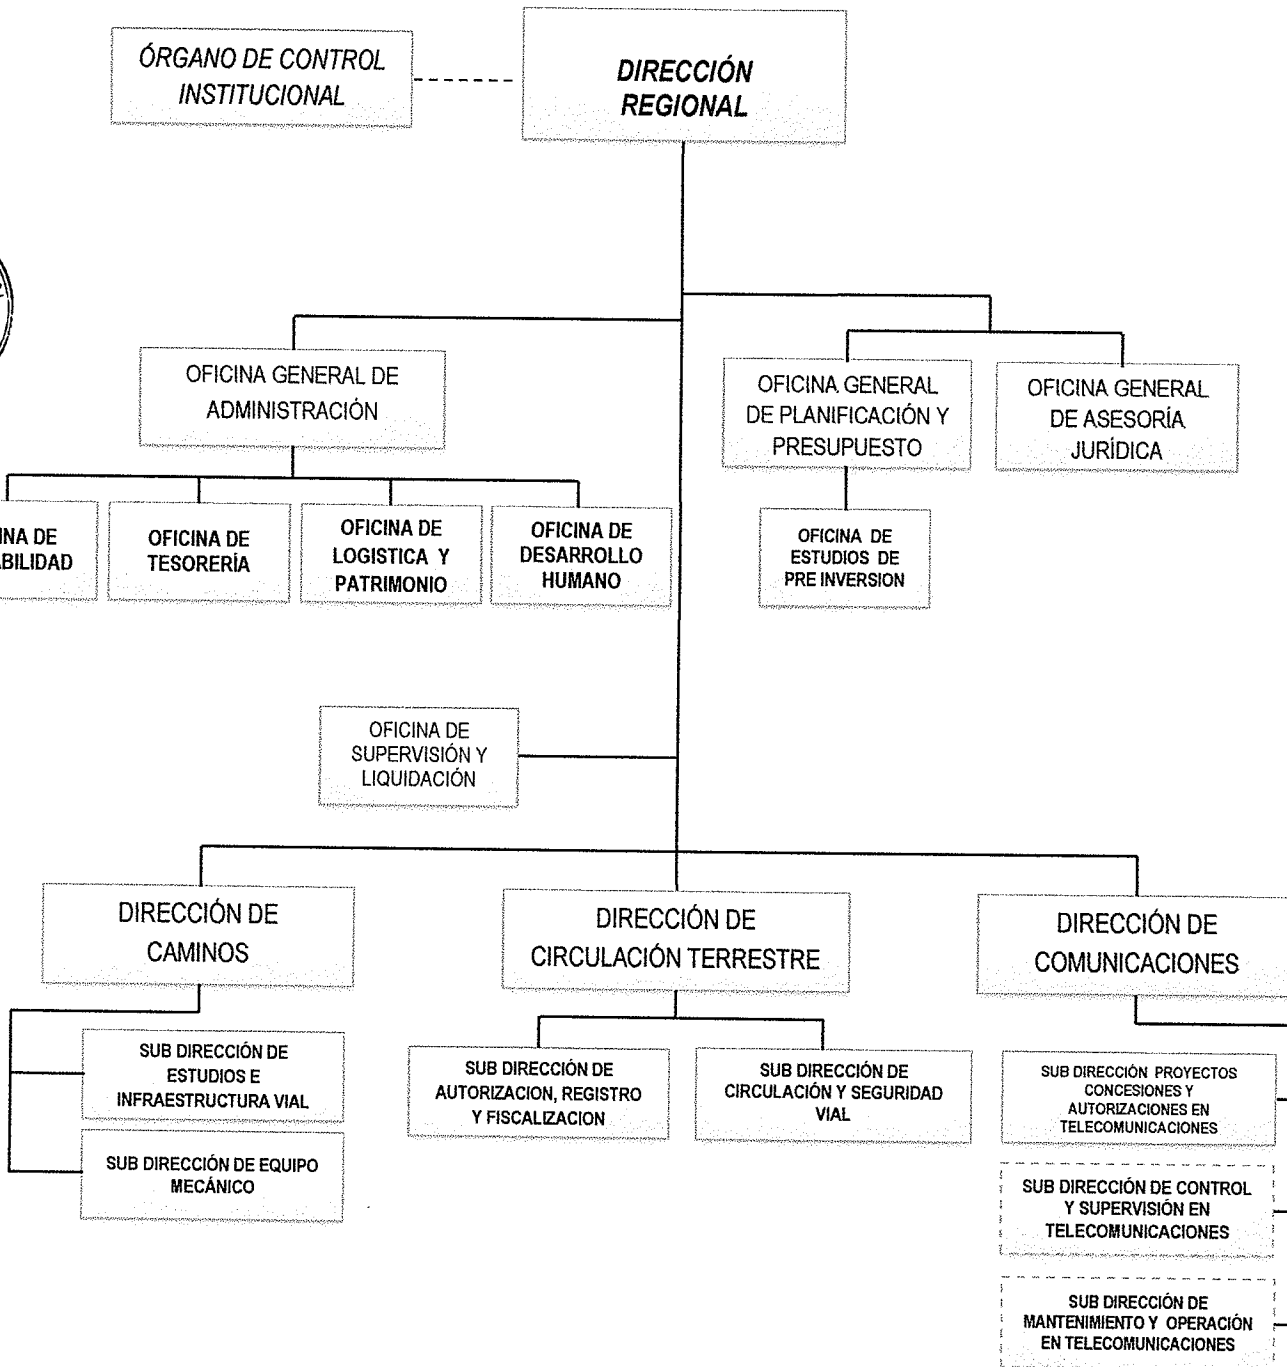 ÓRGANO DE CONTROL
INSTITUCIONAL
DIRECCIÓN
REGIONAL
OFICINA GENERAL DE
ADMINISTRACIÓN
OFICINA GENERAL
DE PLANIFICACIÓN Y
PRESUPUESTO
OFICINA GENERAL
DE ASESORÍA
JURÍDICA
INA DE
ABILIDAD
OFICINA DE
TESORERÍA
OFICINA DE
LOGISTICA Y
PATRIMONIO
OFICINA DE
DESARROLLO
HUMANO
OFICINA DE
ESTUDIOS DE
PRE INVERSION
OFICINA DE
SUPERVISIÓN Y
LIQUIDACIÓN
DIRECCIÓN DE
CAMINOS
DIRECCIÓN DE
CIRCULACIÓN TERRESTRE
DIRECCIÓN DE
COMUNICACIONES
SUB DIRECCIÓN DE
ESTUDIOS E
INFRAESTRUCTURA VIAL
SUB DIRECCIÓN DE EQUIPO
MECÁNICO
SUB DIRECCIÓN DE
AUTORIZACION, REGISTRO
Y FISCALIZACION
SUB DIRECCIÓN DE
CIRCULACIÓN Y SEGURIDAD
VIAL
SUB DIRECCIÓN PROYECTOS
CONCESIONES Y
AUTORIZACIONES EN
TELECOMUNICACIONES
SUB DIRECCIÓN DE CONTROL
Y SUPERVISIÓN EN
TELECOMUNICACIONES
SUB DIRECCIÓN DE
MANTENIMIENTO Y OPERACIÓN
EN TELECOMUNICACIONES